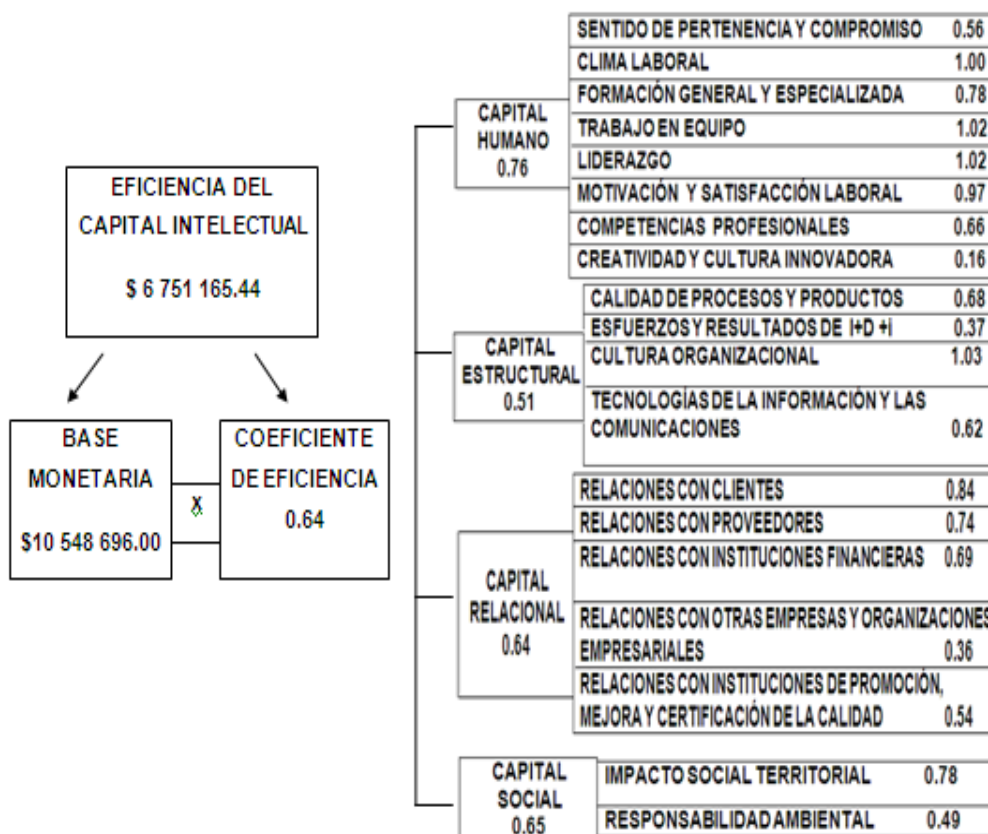 EFICIENCIA DEL
CAPITAL INTELECTUAL
$ 6 751 165.44
BASE
MONETARIA
$10 548 696.00
X
COEFICIENTE
DE EFICIENCIA
0.64
CAPITAL
HUMANO
0.76
SENTIDO DE PERTENENCIA Y COMPROMISO 0.56
CLIMA LABORAL 1.00
FORMACIÓN GENERAL Y ESPECIALIZADA 0.78
TRABAJO EN EQUIPO 1.02
LIDERAZGO 1.02
MOTIVACIÓN Y SATISFACCIÓN LABORAL 0.97
COMPETENCIAS PROFESIONALES 0.66
CREATIVIDAD Y CULTURA INNOVADORA 0.16
CAPITAL
ESTRUCTURAL
0.51
CALIDAD DE PROCESOS Y PRODUCTOS 0.68
ESFUERZOS Y RESULTADOS DE I+D +i 0.37
CULTURA ORGANIZACIONAL 1.03
TECNOLOGÍAS DE LA INFORMACIÓN Y LAS
COMUNICACIONES 0.62
CAPITAL
RELACIONAL
0.64
RELACIONES CON CLIENTES 0.84
RELACIONES CON PROVEEDORES 0.74
RELACIONES CON INSTITUCIONES FINANCIERAS 0.69
RELACIONES CON OTRAS EMPRESAS Y ORGANIZACIONES
EMPRESARIALES 0.36
RELACIONES CON INSTITUCIONES DE PROMOCIÓN,
MEJORA Y CERTIFICACIÓN DE LA CALIDAD 0.54
CAPITAL
SOCIAL
0.65
IMPACTO SOCIAL TERRITORIAL 0.78
RESPONSABILIDAD AMBIENTAL 0.49